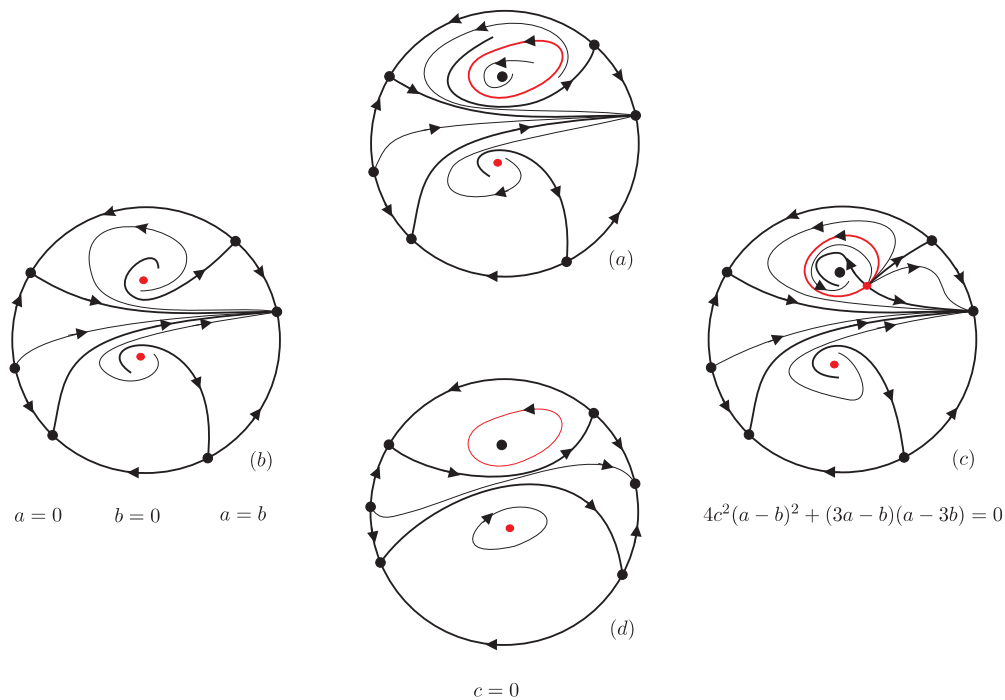 (a)
(b)
(c)
a = 0 b = 0 a = b
4c²(a − b)² + (3a − b)(a − 3b) = 0
(d)
c = 0